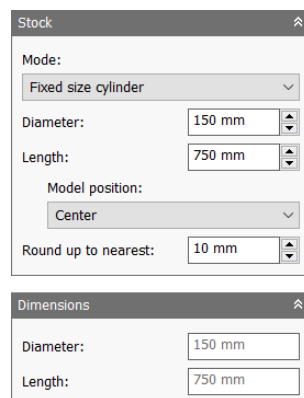 Stock
Mode:
Fixed size cylinder
Diameter: 150 mm
Length: 750 mm
Model position:
Center
Round up to nearest: 10 mm
Dimensions
Diameter: 150 mm
Length: 750 mm